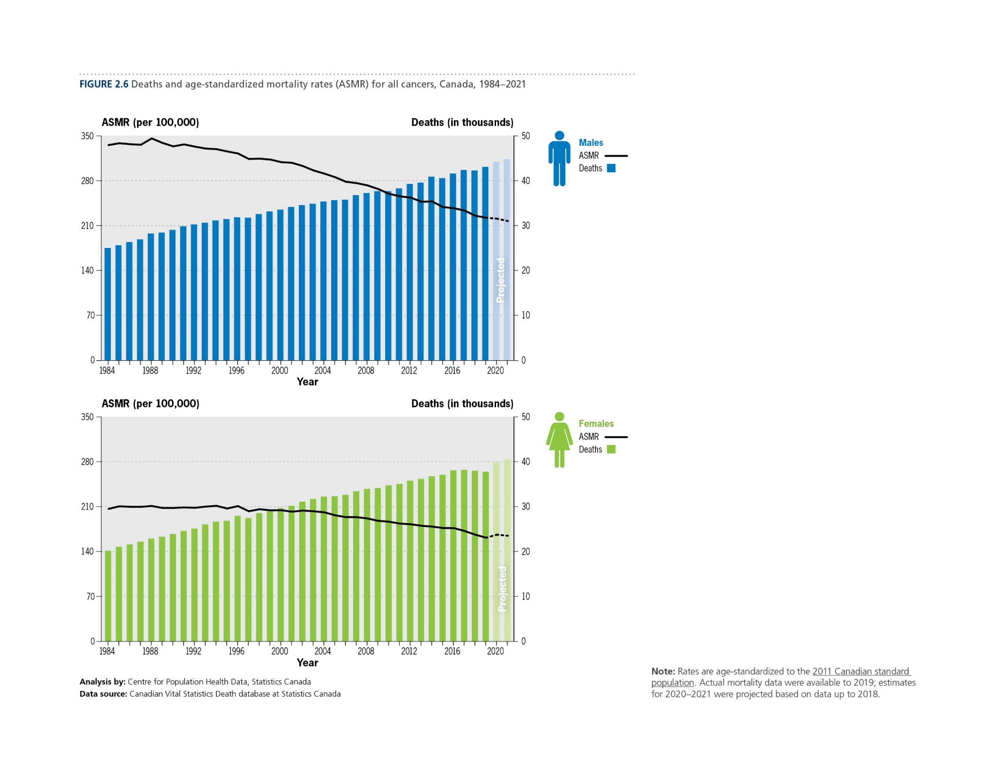 FIGURE 2.6 Deaths and age-standardized mortality rates (ASMR) for all cancers, Canada, 1984–2021
ASMR (per 100,000)
Deaths (in thousands)
350
280
210
140
70
0
50
40
30
20
10
0
Projected
1984 1988 1992 1996 2000 2004 2008 2012 2016 2020
Year
Males
ASMR
Deaths
ASMR (per 100,000)
Deaths (in thousands)
350
280
210
140
70
0
50
40
30
20
10
0
Projected
1984 1988 1992 1996 2000 2004 2008 2012 2016 2020
Year
Females
ASMR
Deaths
Analysis by: Centre for Population Health Data, Statistics Canada
Data source: Canadian Vital Statistics Death database at Statistics Canada
Note: Rates are age-standardized to the 2011 Canadian standard
population. Actual mortality data were available to 2019; estimates
for 2020–2021 were projected based on data up to 2018.